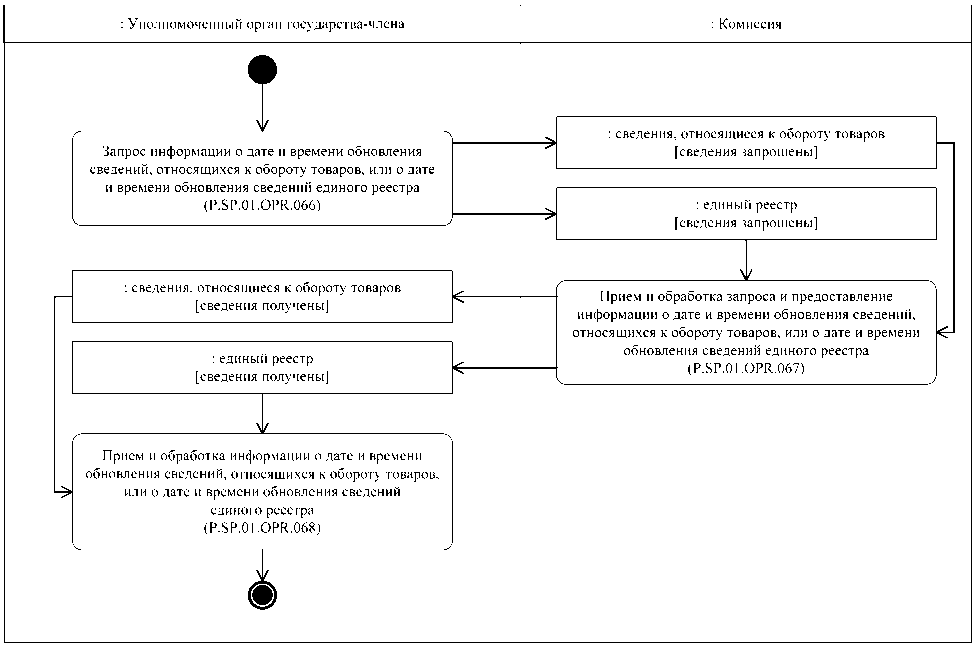 : Уполномоченный орган государства-члена
: Комиссия
Запрос информации о дате и времени обновления
сведений, относящихся к обороту товаров, или о дате
и времени обновления сведений единого реестра
(P.SP.01.OPR.066)
: сведения, относящиеся к обороту товаров
[сведения запрошены]
: единый реестр
[сведения запрошены]
: сведения, относящиеся к обороту товаров
[сведения получены]
Прием и обработка запроса и предоставление
информации о дате и времени обновления сведений,
относящихся к обороту товаров, или о дате и времени
обновления сведений единого реестра
(P.SP.01.OPR.067)
: единый реестр
[сведения получены]
Прием и обработка информации о дате и времени
обновления сведений, относящихся к обороту товаров,
или о дате и времени обновления сведений
единого реестра
(P.SP.01.OPR.068)